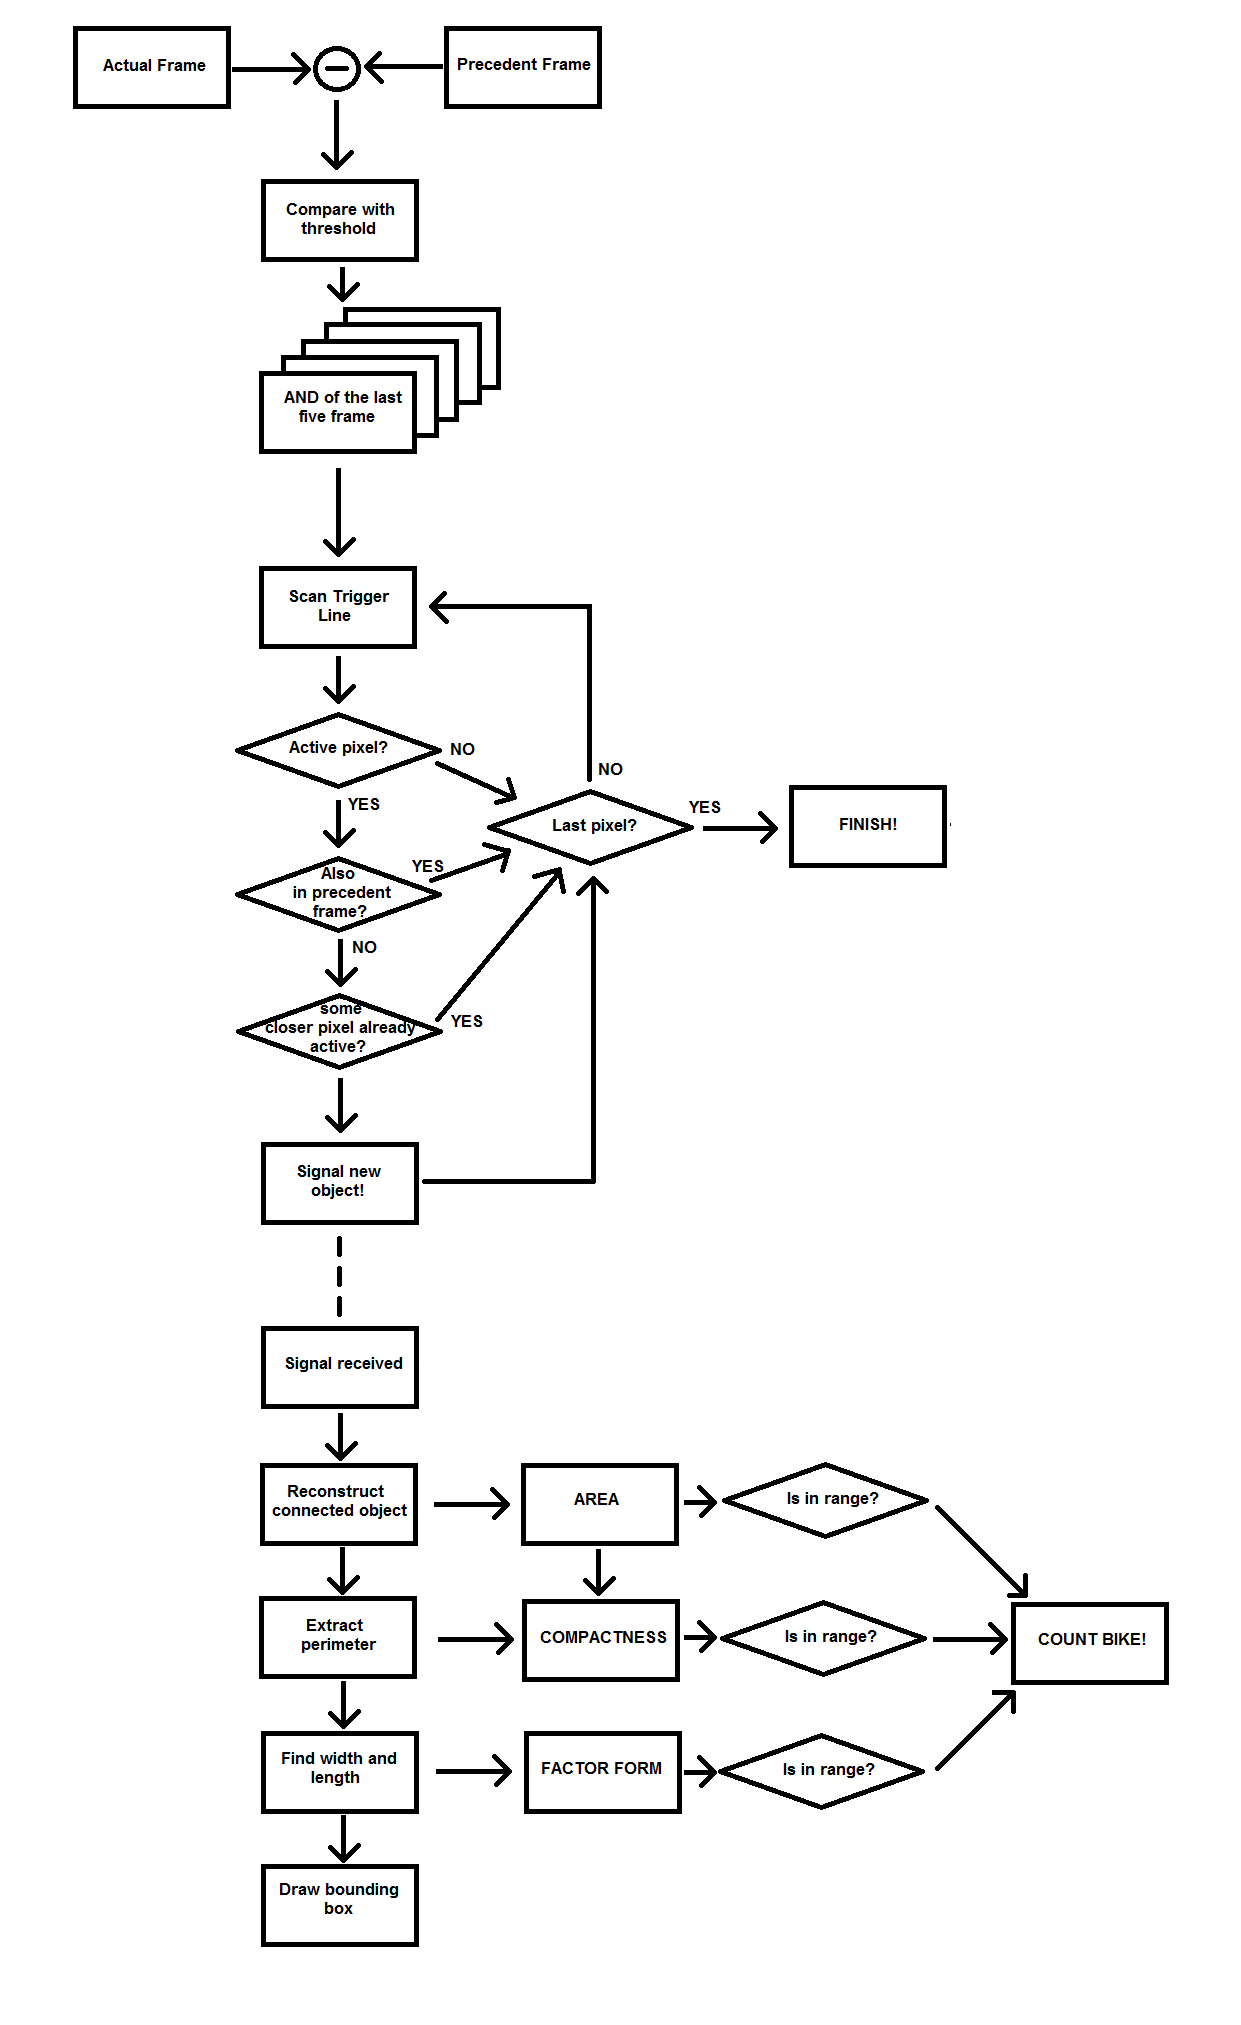 Actual Frame
Precedent Frame
Compare with
threshold
AND of the last
five frame
Scan Trigger
Line
Active pixel?
NO
YES
NO
Last pixel?
YES
FINISH!
Also
in precedent
frame?
YES
NO
some
closer pixel already
active?
YES
Signal new
object!
Signal received
Reconstruct
connected object
AREA
Is in range?
Extract
perimeter
COMPACTNESS
Is in range?
COUNT BIKE!
Find width and
length
FACTOR FORM
Is in range?
Draw bounding
box